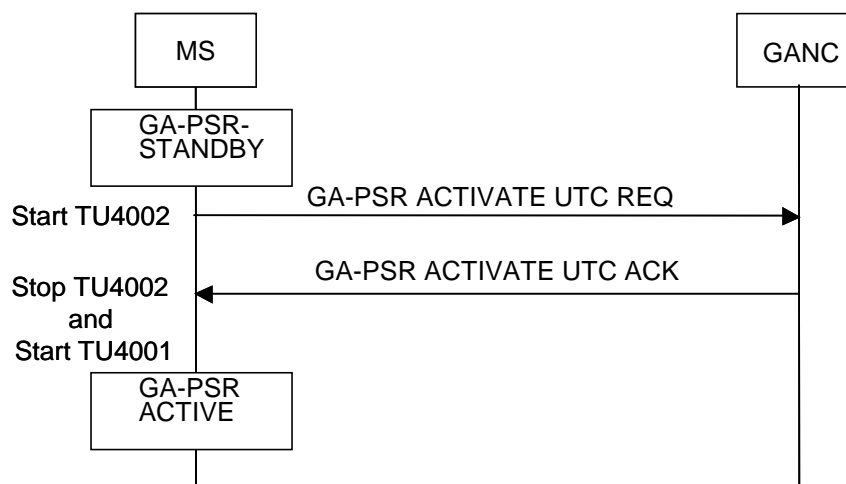 MS
GANC
GA-PSR-
STANDBY
GA-PSR ACTIVATE UTC REQ
Start TU4002
GA-PSR ACTIVATE UTC ACK
Stop TU4002
and
Start TU4001
GA-PSR
ACTIVE